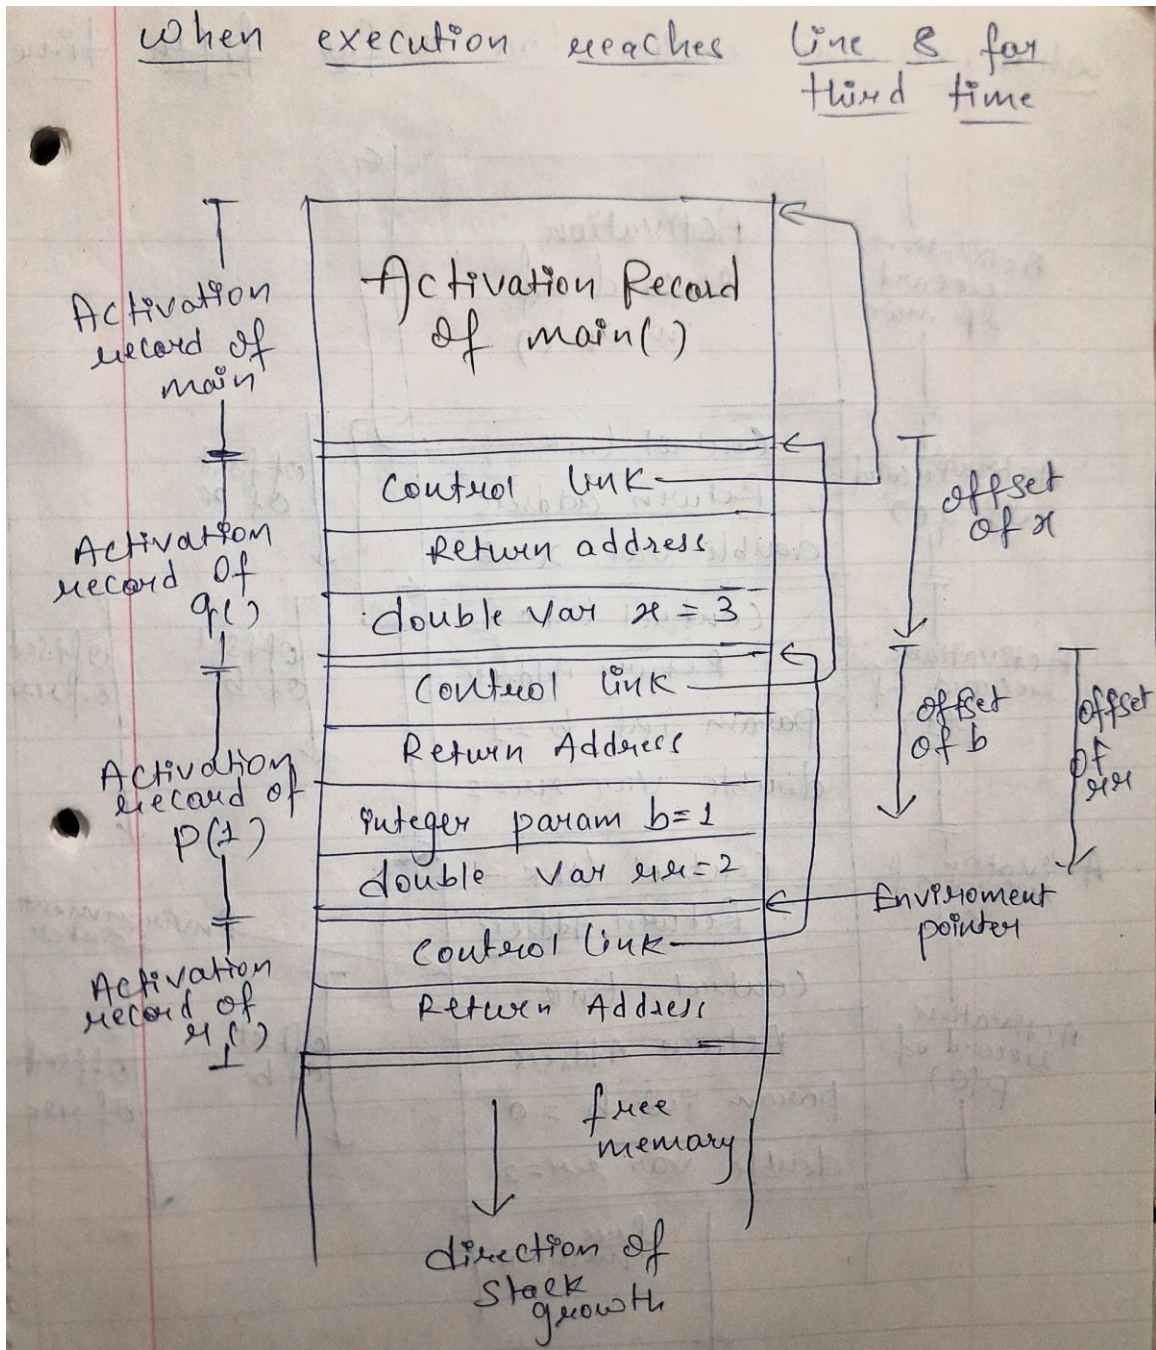 When execution reaches line 8 for
third time
Activation
record of
main
Activation Record
of main()
Control link
offset
of x
Return address
Activation
record of
q()
double var x = 3
Control link
offset
of b
offset
of
rr
Return Address
Activation
record of
P(1)
integer param b=1
double var rr=2
Enviroment
pointer
Control link
Activation
record of
r()
Return Address
free
memory
direction of
stack
growth